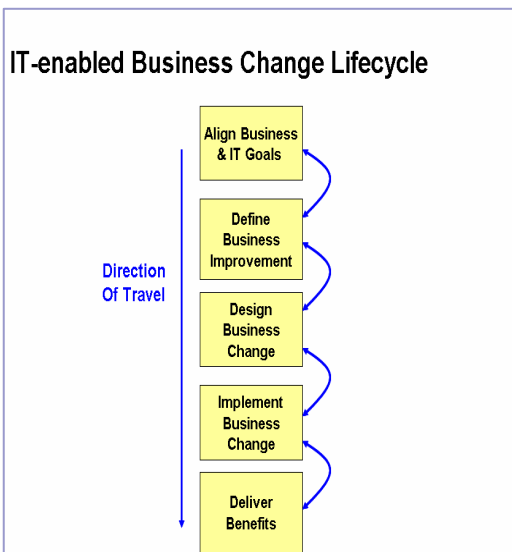 IT-enabled Business Change Lifecycle
Align Business
& IT Goals
Define
Business
Improvement
Direction
Of Travel
Design
Business
Change
Implement
Business
Change
Deliver
Benefits